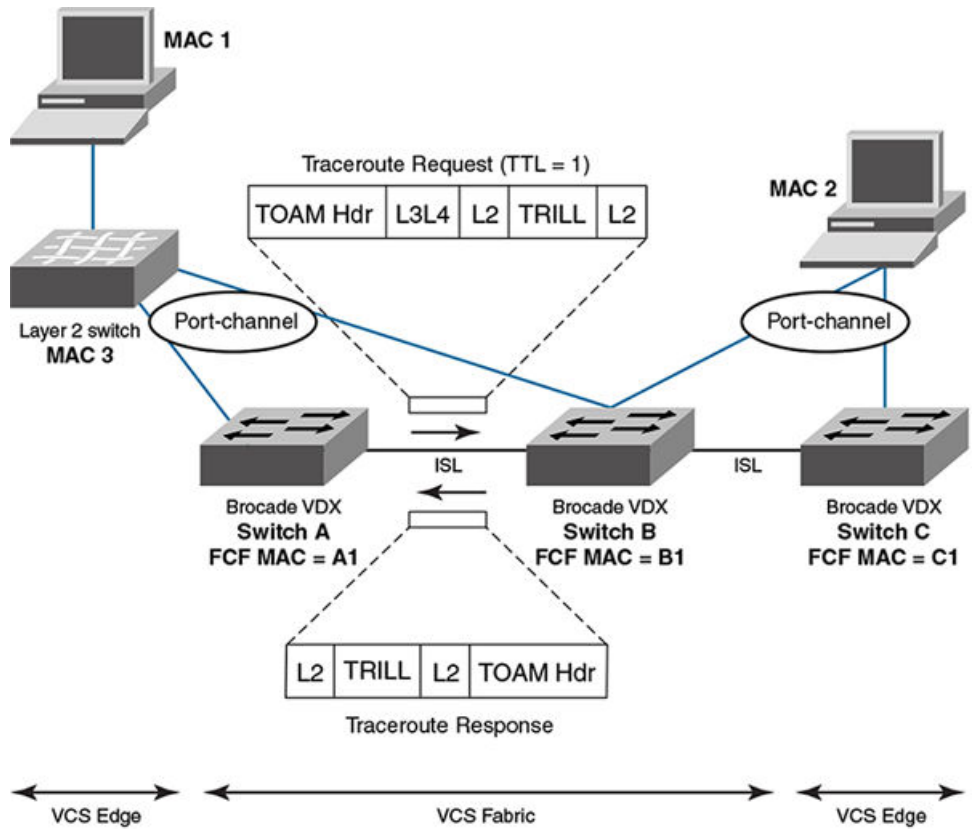 MAC 1
Traceroute Request (TTL = 1)
TOAM Hdr L3L4 L2 TRILL L2
MAC 2
Layer 2 switch
MAC 3
Port-channel
Port-channel
ISL
ISL
Brocade VDX
Switch A
FCF MAC = A1
Brocade VDX
Switch B
FCF MAC = B1
Brocade VDX
Switch C
FCF MAC = C1
L2 TRILL L2 TOAM Hdr
Traceroute Response
VCS Edge
VCS Fabric
VCS Edge